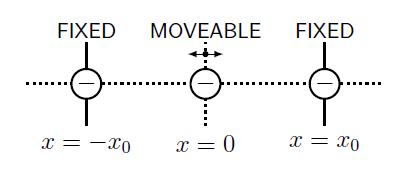 FIXED MOVEABLE FIXED
− − −
x = −x₀ x = 0 x = x₀